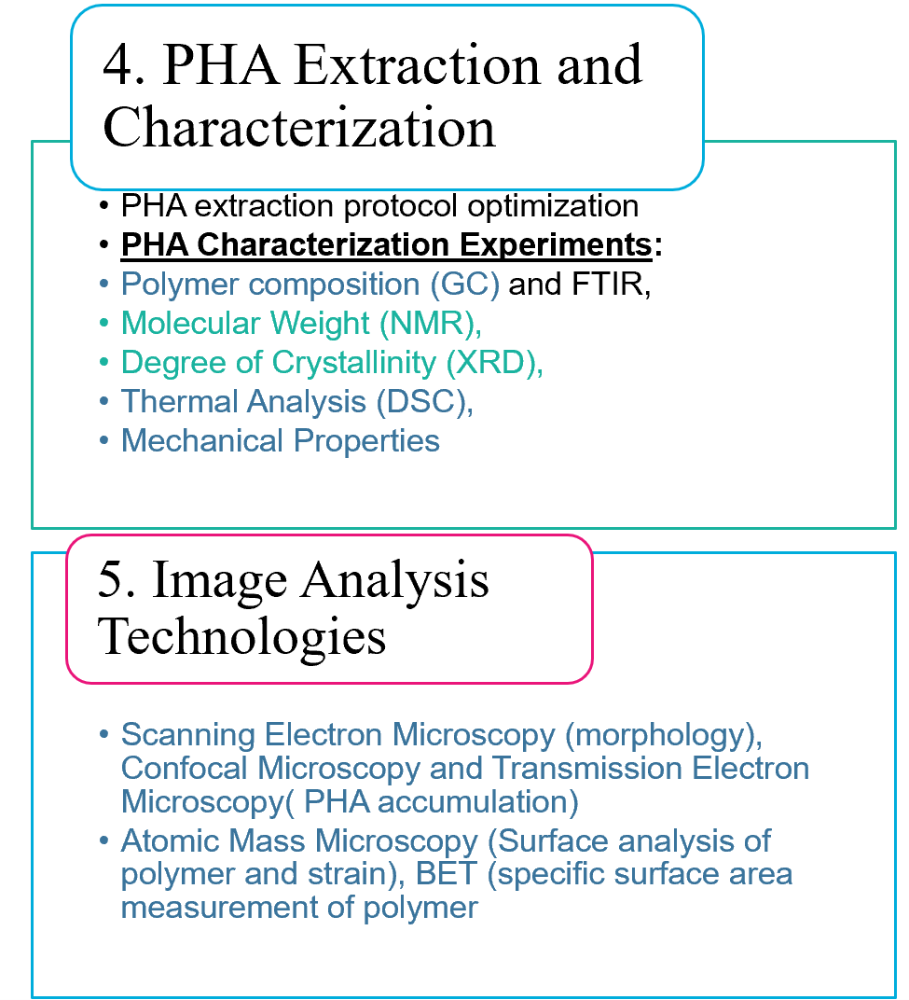 4. PHA Extraction and
Characterization
• PHA extraction protocol optimization
• PHA Characterization Experiments:
• Polymer composition (GC) and FTIR,
• Molecular Weight (NMR),
• Degree of Crystallinity (XRD),
• Thermal Analysis (DSC),
• Mechanical Properties
5. Image Analysis
Technologies
• Scanning Electron Microscopy (morphology),
Confocal Microscopy and Transmission Electron
Microscopy( PHA accumulation)
• Atomic Mass Microscopy (Surface analysis of
polymer and strain), BET (specific surface area
measurement of polymer